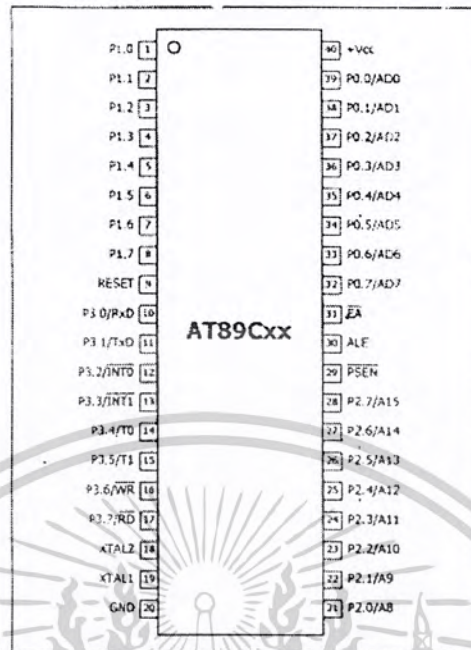 P1.0 1 40 +Vcc
P1.1 2 39 P0.0/AD0
P1.2 3 38 P0.1/AD1
P1.3 4 37 P0.2/AD2
P1.4 5 36 P0.3/AD3
P1.5 6 35 P0.4/AD4
P1.6 7 34 P0.5/AD5
P1.7 8 33 P0.6/AD6
RESET 9 32 P0.7/AD7
P3.0/RxD 10 31 E̅A̅
P3.1/TxD 11 30 ALE
AT89Cxx
P3.2/I̅N̅T̅0̅ 12 29 P̅S̅E̅N̅
P3.3/I̅N̅T̅1̅ 13 28 P2.7/A15
P3.4/T0 14 27 P2.6/A14
P3.5/T1 15 26 P2.5/A13
P3.6/W̅R̅ 16 25 P2.4/A12
P3.7/R̅D̅ 17 24 P2.3/A11
XTAL2 18 23 P2.2/A10
XTAL1 19 22 P2.1/A9
GND 20 21 P2.0/A8